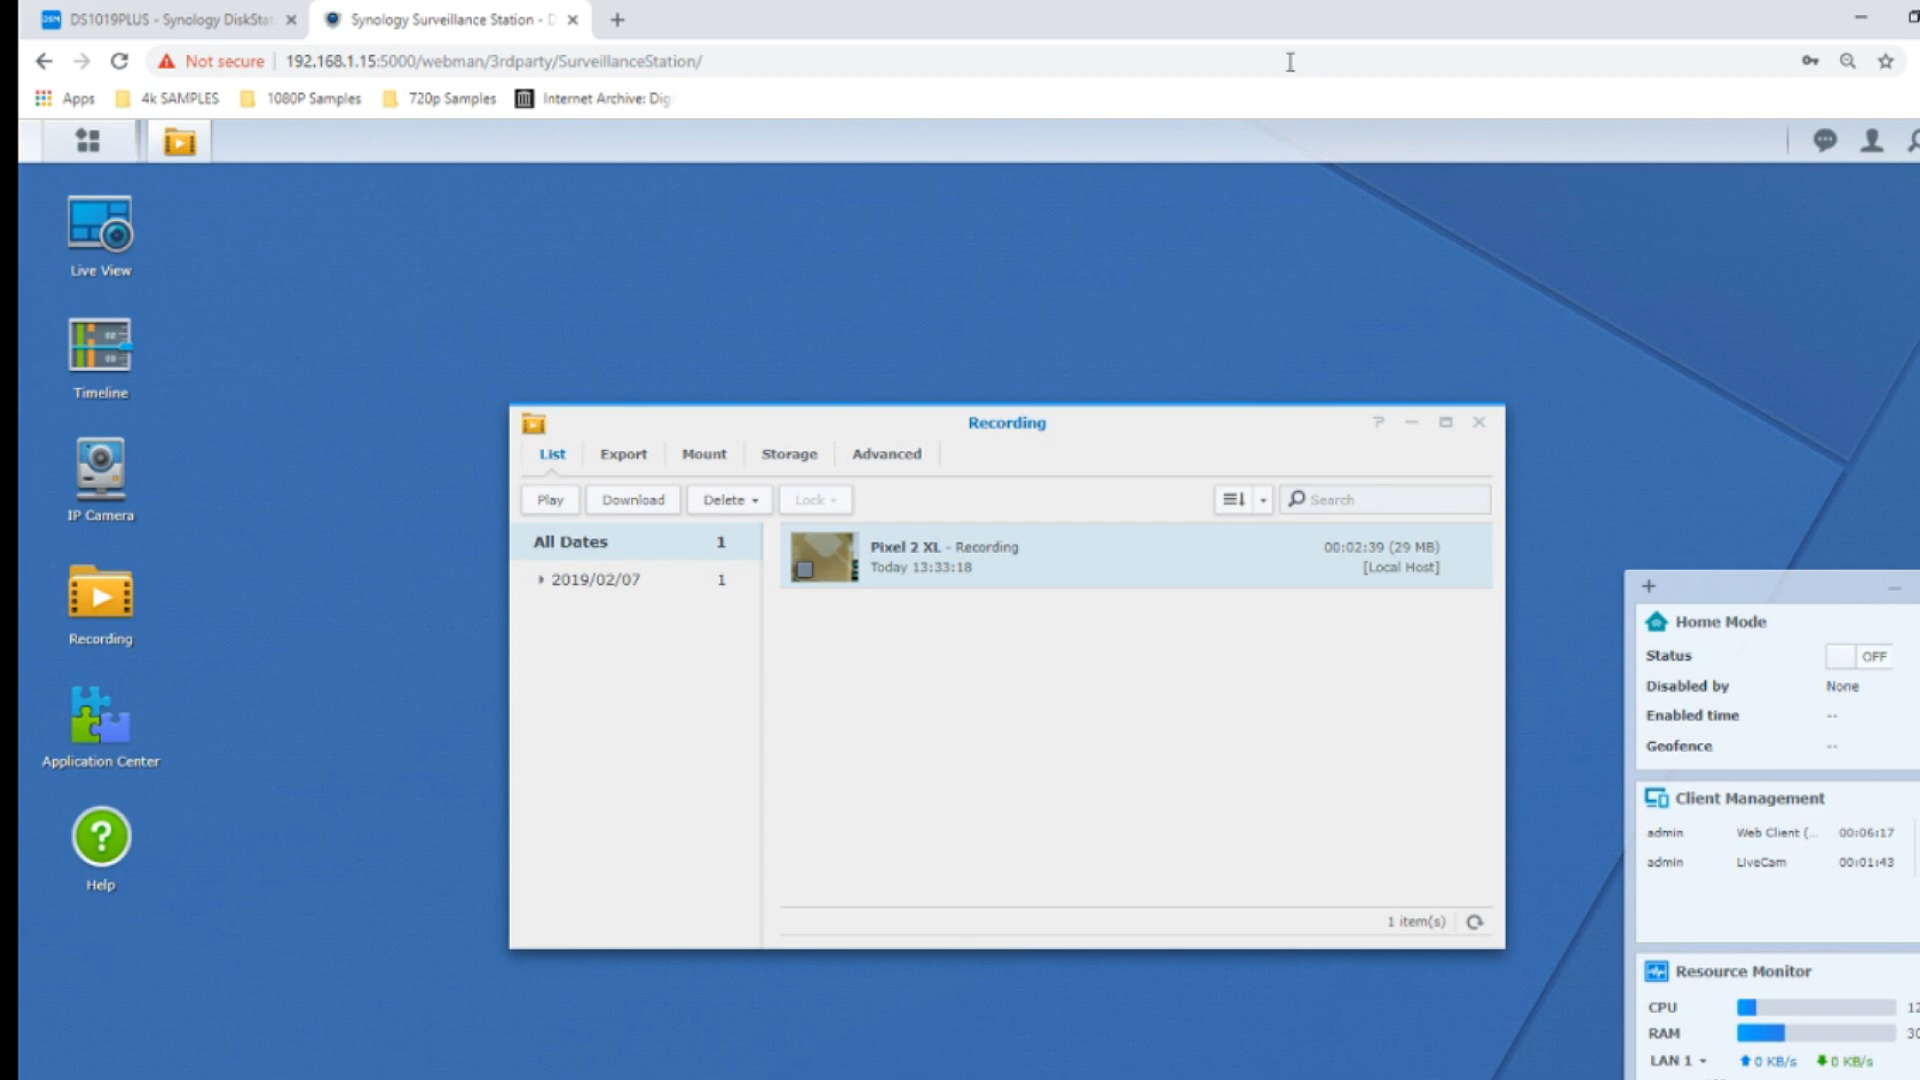 DS1019PLUS - Synology DiskStat
Synology Surveillance Station - D
Not secure
192.168.1.15:5000/webman/3rdparty/SurveillanceStation/
Apps
4k SAMPLES
1080P Samples
720p Samples
Internet Archive: Digi
Live View
Timeline
IP Camera
Recording
Application Center
Help
Recording
List
Export
Mount
Storage
Advanced
Play
Download
Delete
Lock
Search
All Dates 1
2019/02/07 1
Pixel 2 XL - Recording
Today 13:33:18
00:02:39 (29 MB)
[Local Host]
1 item(s)
Home Mode
Status OFF
Disabled by None
Enabled time --
Geofence --
Client Management
admin Web Client (... 00:06:17
admin LiveCam 00:01:43
Resource Monitor
CPU 12
RAM 30
LAN 1 0 KB/s 0 KB/s